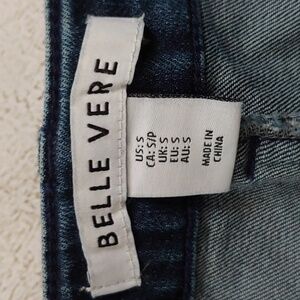 BELLE VERE
US: S
CA: S/P
UK: S
EU: S
AU: S
MADE IN
CHINA